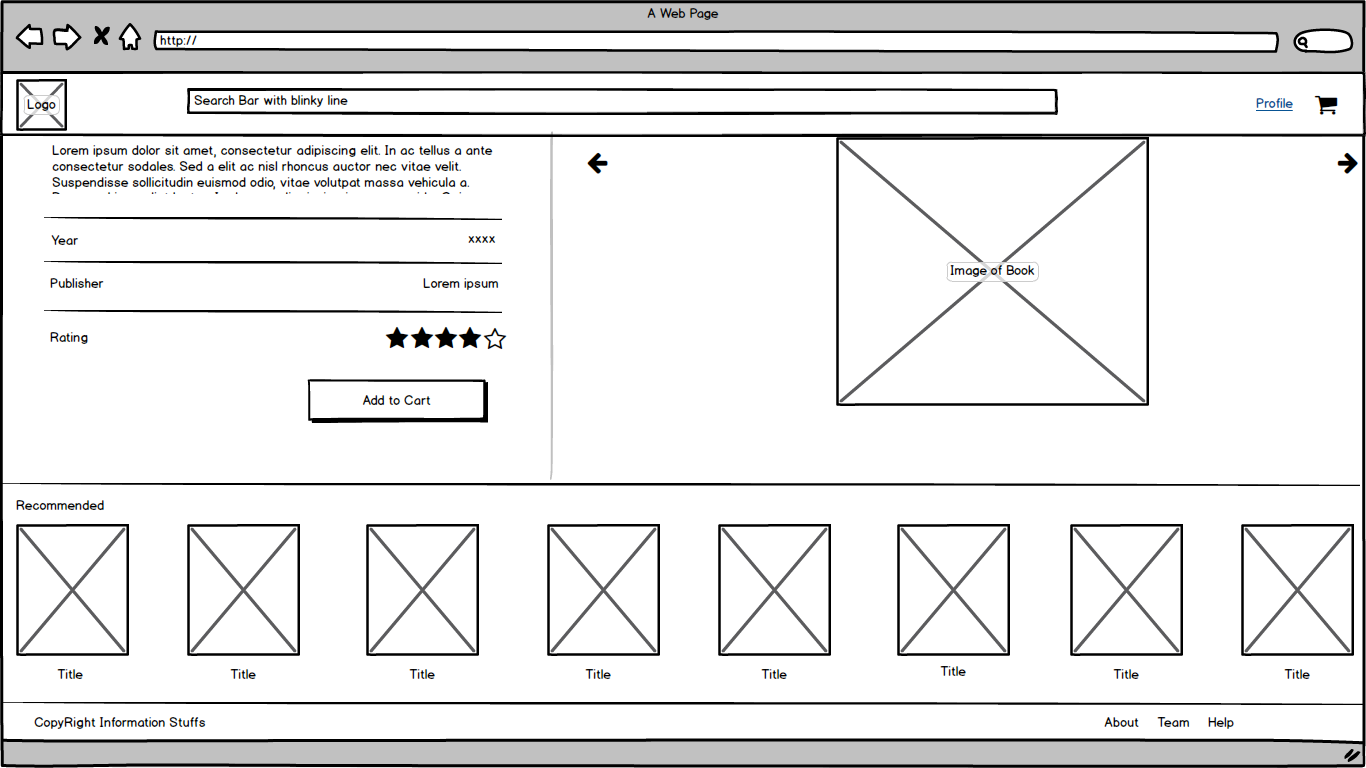 A Web Page
http://
Logo
Search Bar with blinky line
Profile
Lorem ipsum dolor sit amet, consectetur adipiscing elit. In ac tellus a ante
consectetur sodales. Sed a elit ac nisl rhoncus auctor nec vitae velit.
Suspendisse sollicitudin euismod odio, vitae volutpat massa vehicula a.
Year xxxx
Publisher Lorem ipsum
Rating
Add to Cart
Image of Book
Recommended
Title Title Title Title Title Title Title Title
CopyRight Information Stuffs
About Team Help